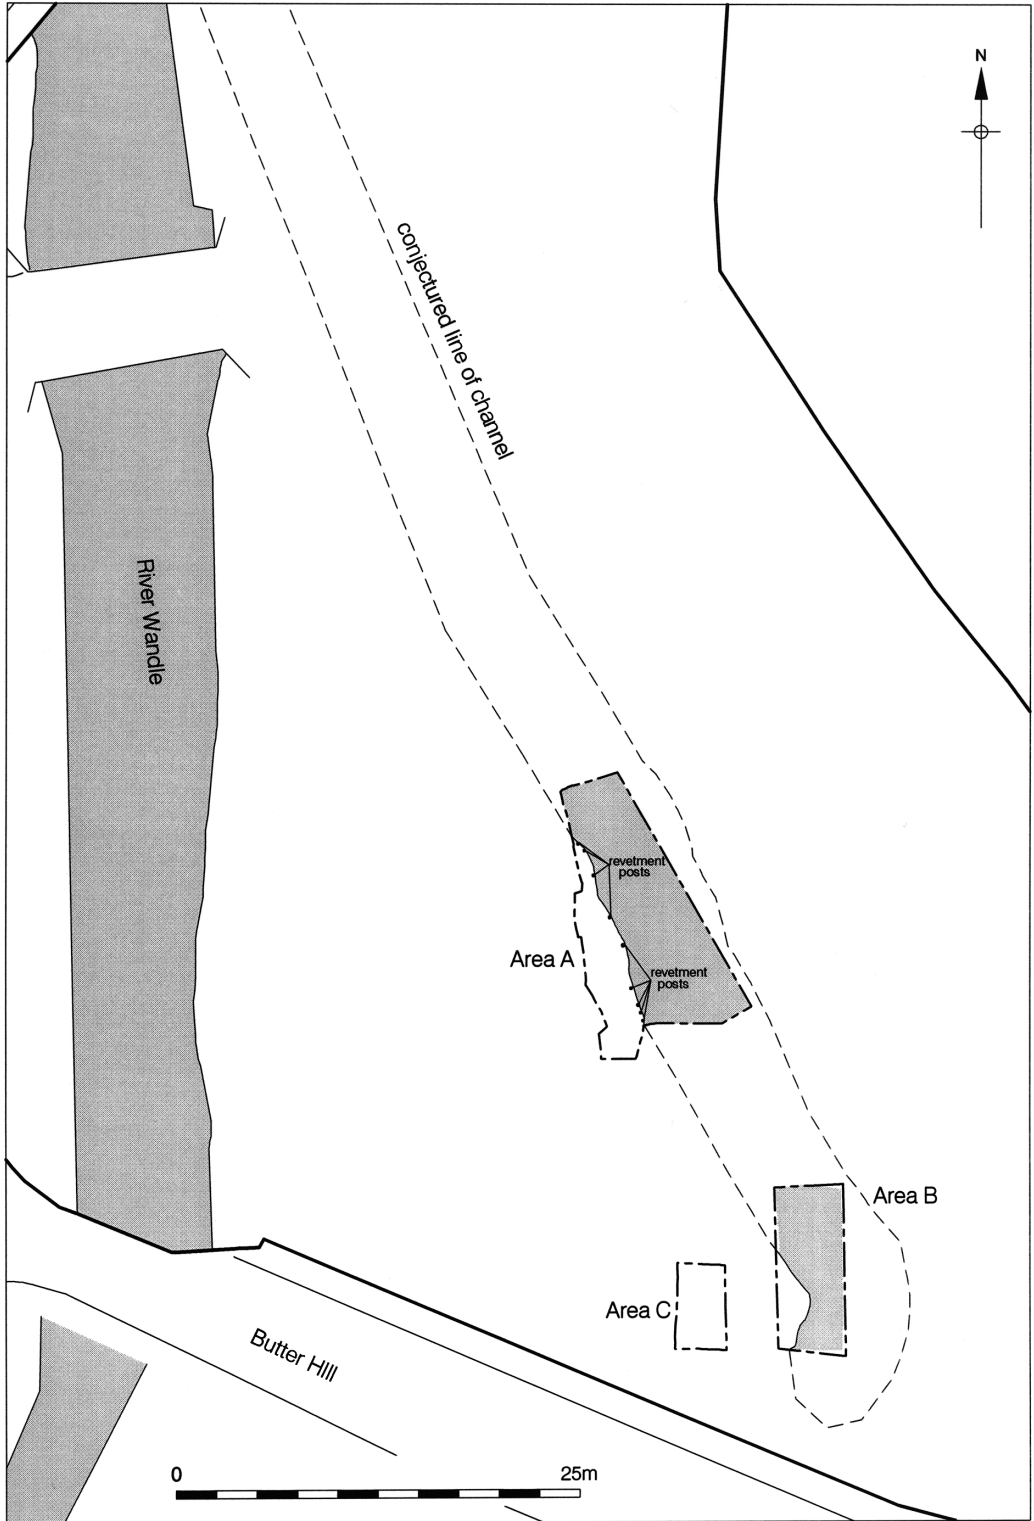 N
conjectured line of channel
River Wandle
revetment
posts
Area A
revetment
posts
Area B
Area C
Butter HIll
0
25m